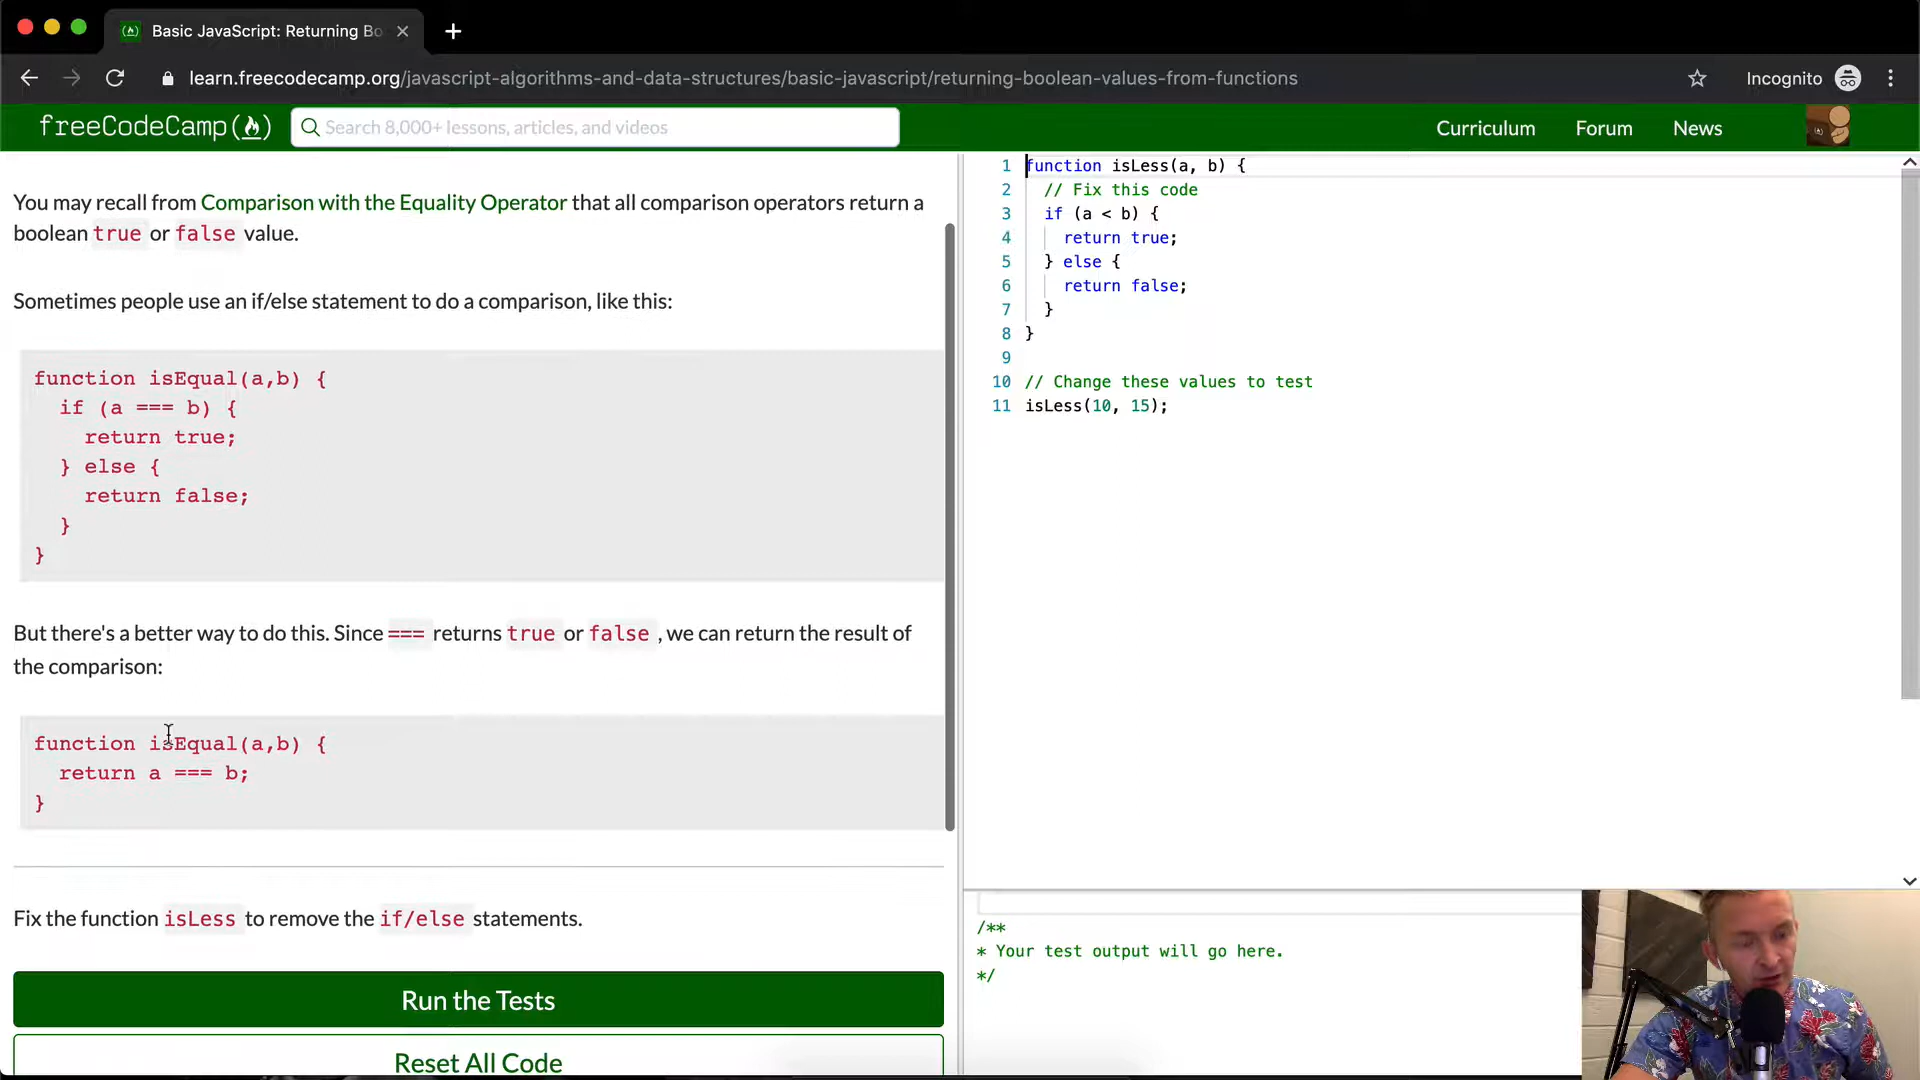 Basic JavaScript: Returning Bo
learn.freecodecamp.org/javascript-algorithms-and-data-structures/basic-javascript/returning-boolean-values-from-functions
Incognito
freeCodeCamp
Search 8,000+ lessons, articles, and videos
Curriculum
Forum
News
You may recall from Comparison with the Equality Operator that all comparison operators return a
boolean true or false value.
Sometimes people use an if/else statement to do a comparison, like this:
function isEqual(a,b) {
  if (a === b) {
    return true;
  } else {
    return false;
  }
}
But there's a better way to do this. Since === returns true or false , we can return the result of
the comparison:
function isEqual(a,b) {
  return a === b;
}
Fix the function isLess to remove the if/else statements.
Run the Tests
Reset All Code
1 function isLess(a, b) {
2   // Fix this code
3   if (a < b) {
4     return true;
5   } else {
6     return false;
7   }
8 }
9
10 // Change these values to test
11 isLess(10, 15);
/**
* Your test output will go here.
*/